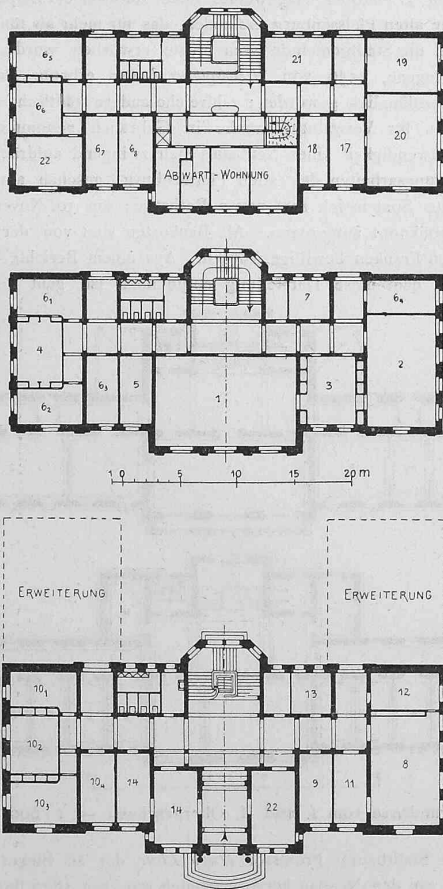 6₅ 21 19
6₆ 20
22 6₇ 6₈ 18 17
ABWART-WOHNUNG
6₁ 7 6₄
4 2
6₃ 5 1 3
6₂
1 0 5 10 15 20 m
ERWEITERUNG ERWEITERUNG
10₁ 13 12
10₂ 8
10₃ 10₄ 14 14 22 9 11